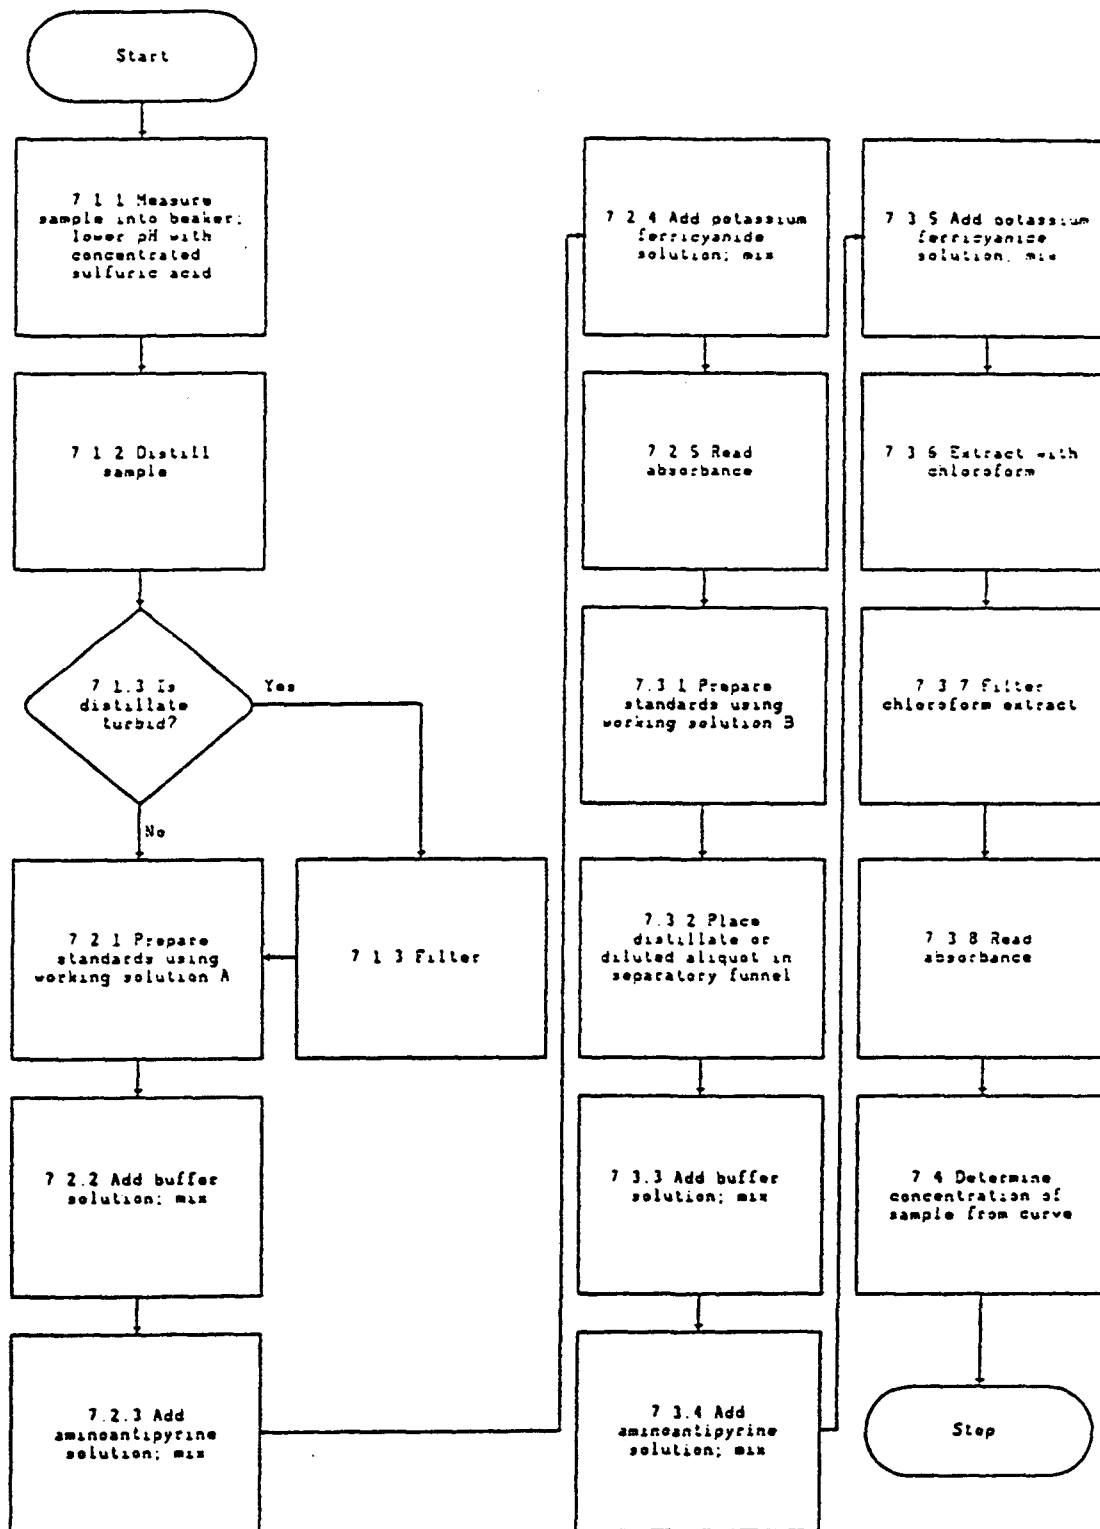 Start
7 1 1 Measure
sample into beaker;
lower pH with
concentrated
sulfuric acid
7 1 2 Distill
sample
7 1.3 Is
distillate
turbid?
Yes
No
7 2 1 Prepare
standards using
working solution A
7 1 3 Filter
7 2.2 Add buffer
solution; mix
7.2.3 Add
aminoantipyrine
solution; mix
7 2 4 Add potassium
ferricyanide
solution; mix
7 2 5 Read
absorbance
7.3 1 Prepare
standards using
working solution B
7.3 2 Place
distillate or
diluted aliquot in
separatory funnel
7 3.3 Add buffer
solution; mix
7 3.4 Add
aminoantipyrine
solution; mix
7 3 5 Add potassium
ferricyanide
solution, mix
7 3 6 Extract with
chloroform
7 3 7 Filter
chloroform extract
7 3 8 Read
absorbance
7 4 Determine
concentration of
sample from curve
Stop